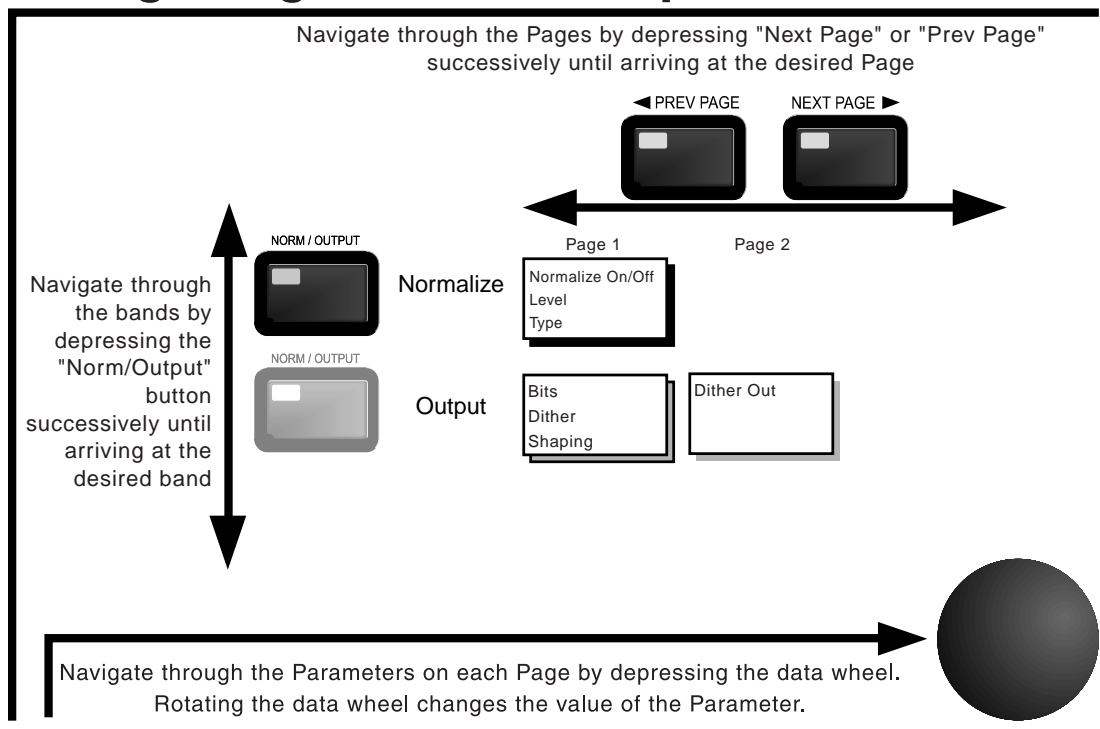 Navigate through the Pages by depressing "Next Page" or "Prev Page"
successively until arriving at the desired Page
◄ PREV PAGE
NEXT PAGE ►
Page 1
Page 2
NORM / OUTPUT
Navigate through
the bands by
depressing the
"Norm/Output"
button
successively until
arriving at the
desired band
Normalize
Normalize On/Off
Level
Type
NORM / OUTPUT
Output
Bits
Dither
Shaping
Dither Out
Navigate through the Parameters on each Page by depressing the data wheel.
Rotating the data wheel changes the value of the Parameter.